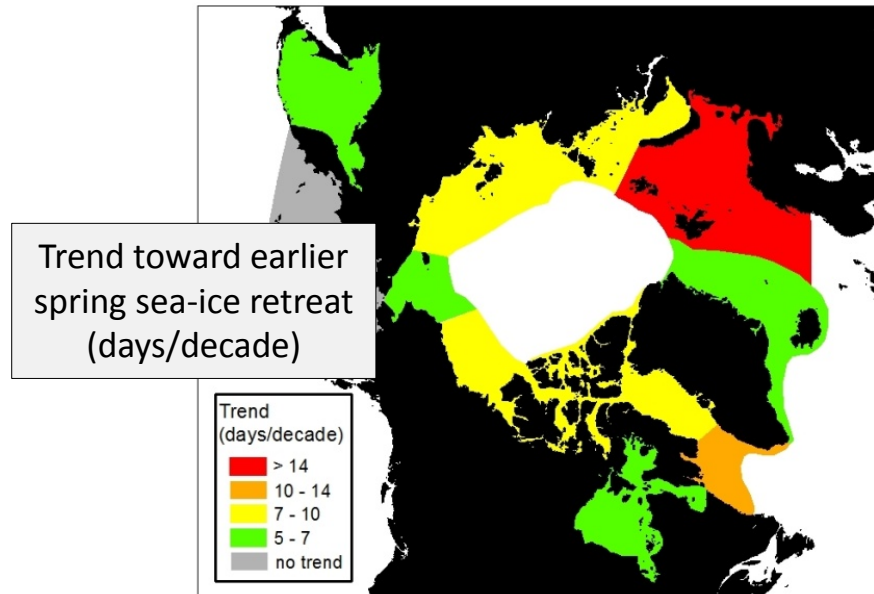 Trend toward earlier
spring sea-ice retreat
(days/decade)
Trend
(days/decade)
> 14
10 - 14
7 - 10
5 - 7
no trend